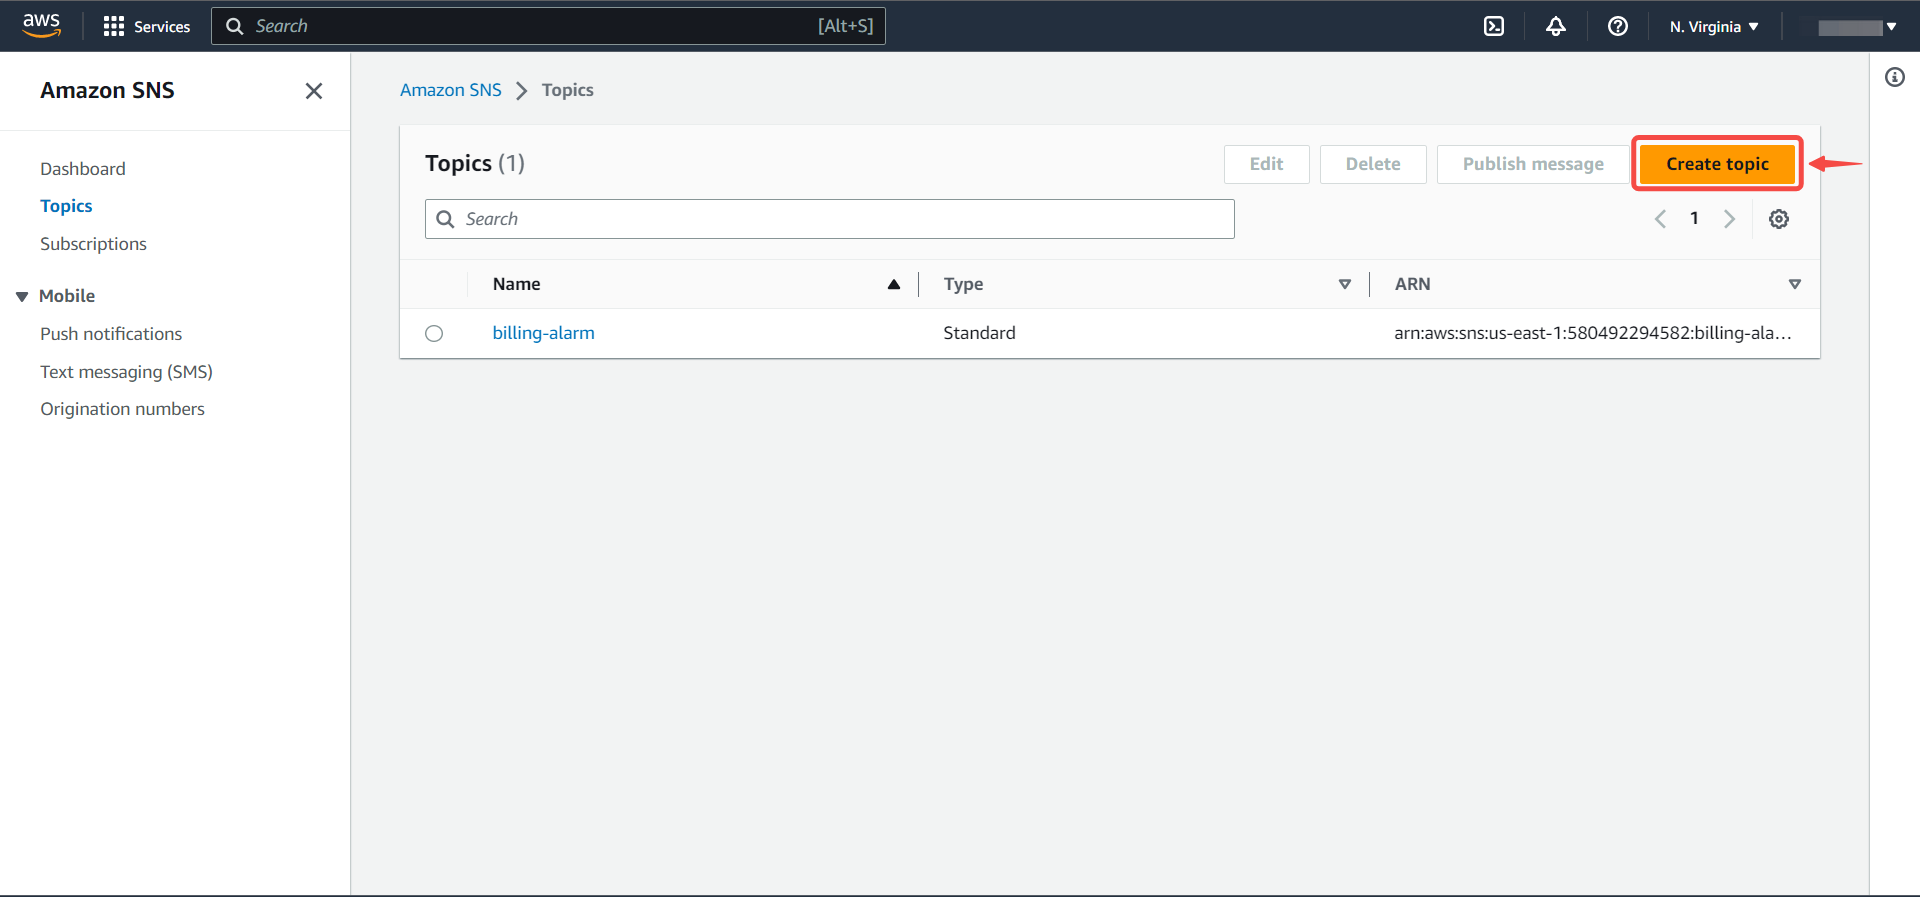 aws
Services
Search
[Alt+S]
N. Virginia
Amazon SNS
Dashboard
Topics
Subscriptions
Mobile
Push notifications
Text messaging (SMS)
Origination numbers
Amazon SNS > Topics
Topics (1)
Edit
Delete
Publish message
Create topic
Search
1
Name
Type
ARN
billing-alarm
Standard
arn:aws:sns:us-east-1:580492294582:billing-ala…